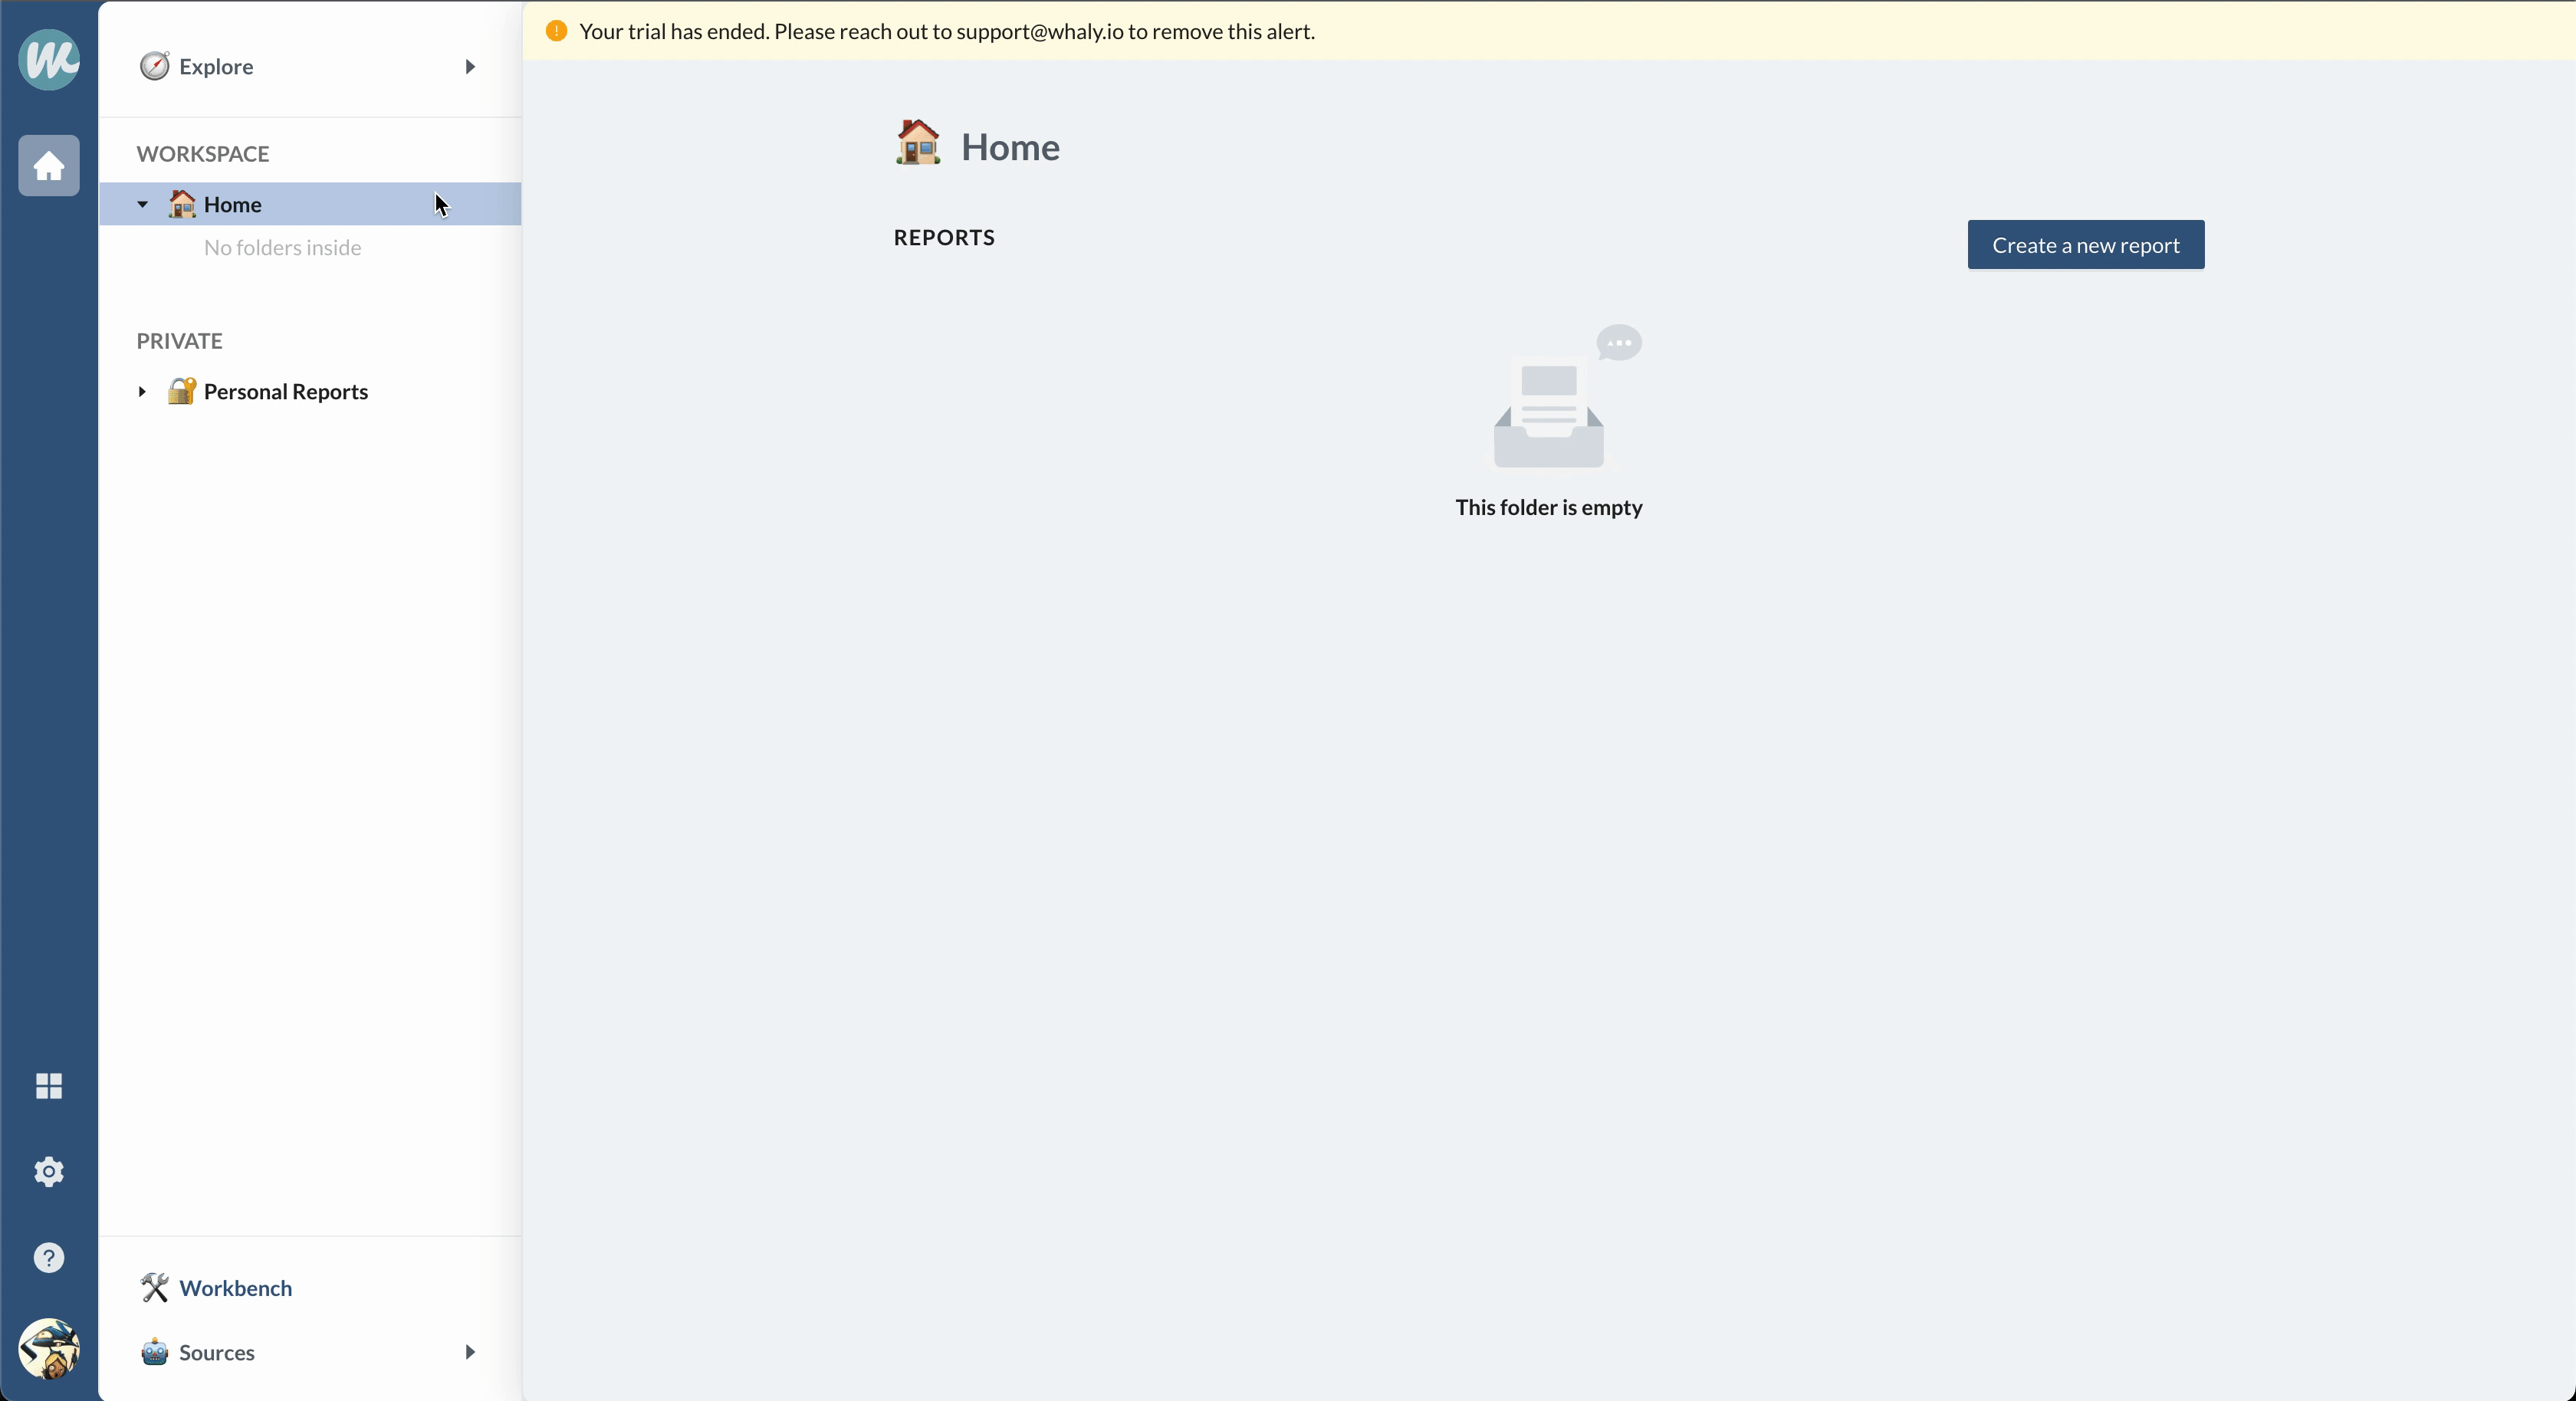 Your trial has ended. Please reach out to support@whaly.io to remove this alert.
Explore
WORKSPACE
Home
No folders inside
PRIVATE
Personal Reports
Workbench
Sources
Home
REPORTS
Create a new report
This folder is empty